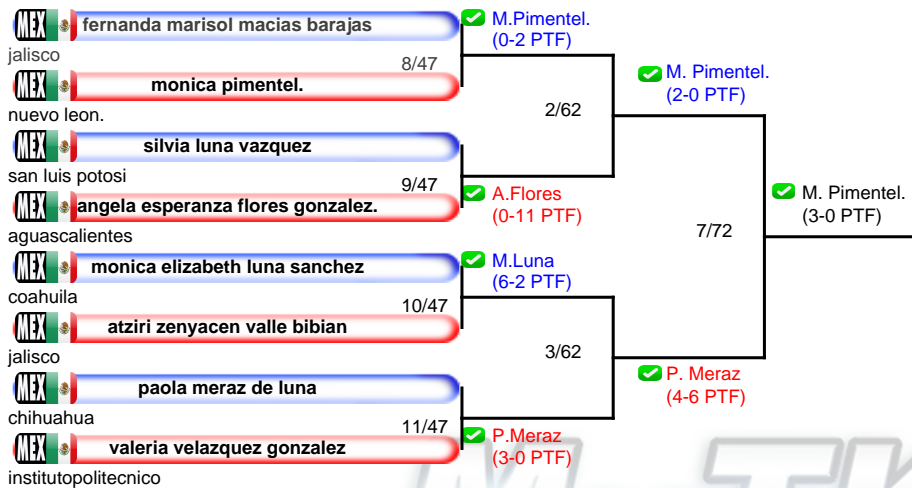 MEX fernanda marisol macias barajas
jalisco
8/47
MEX monica pimentel.
nuevo leon.
MEX silvia luna vazquez
san luis potosi
9/47
MEX angela esperanza flores gonzalez.
aguascalientes
MEX monica elizabeth luna sanchez
coahuila
10/47
MEX atziri zenyacen valle bibian
jalisco
MEX paola meraz de luna
chihuahua
11/47
MEX valeria velazquez gonzalez
institutopolitecnico
M.Pimentel.
(0-2 PTF)
2/62
A.Flores
(0-11 PTF)
M.Luna
(6-2 PTF)
3/62
P.Meraz
(3-0 PTF)
M. Pimentel.
(2-0 PTF)
7/72
P. Meraz
(4-6 PTF)
M. Pimentel.
(3-0 PTF)